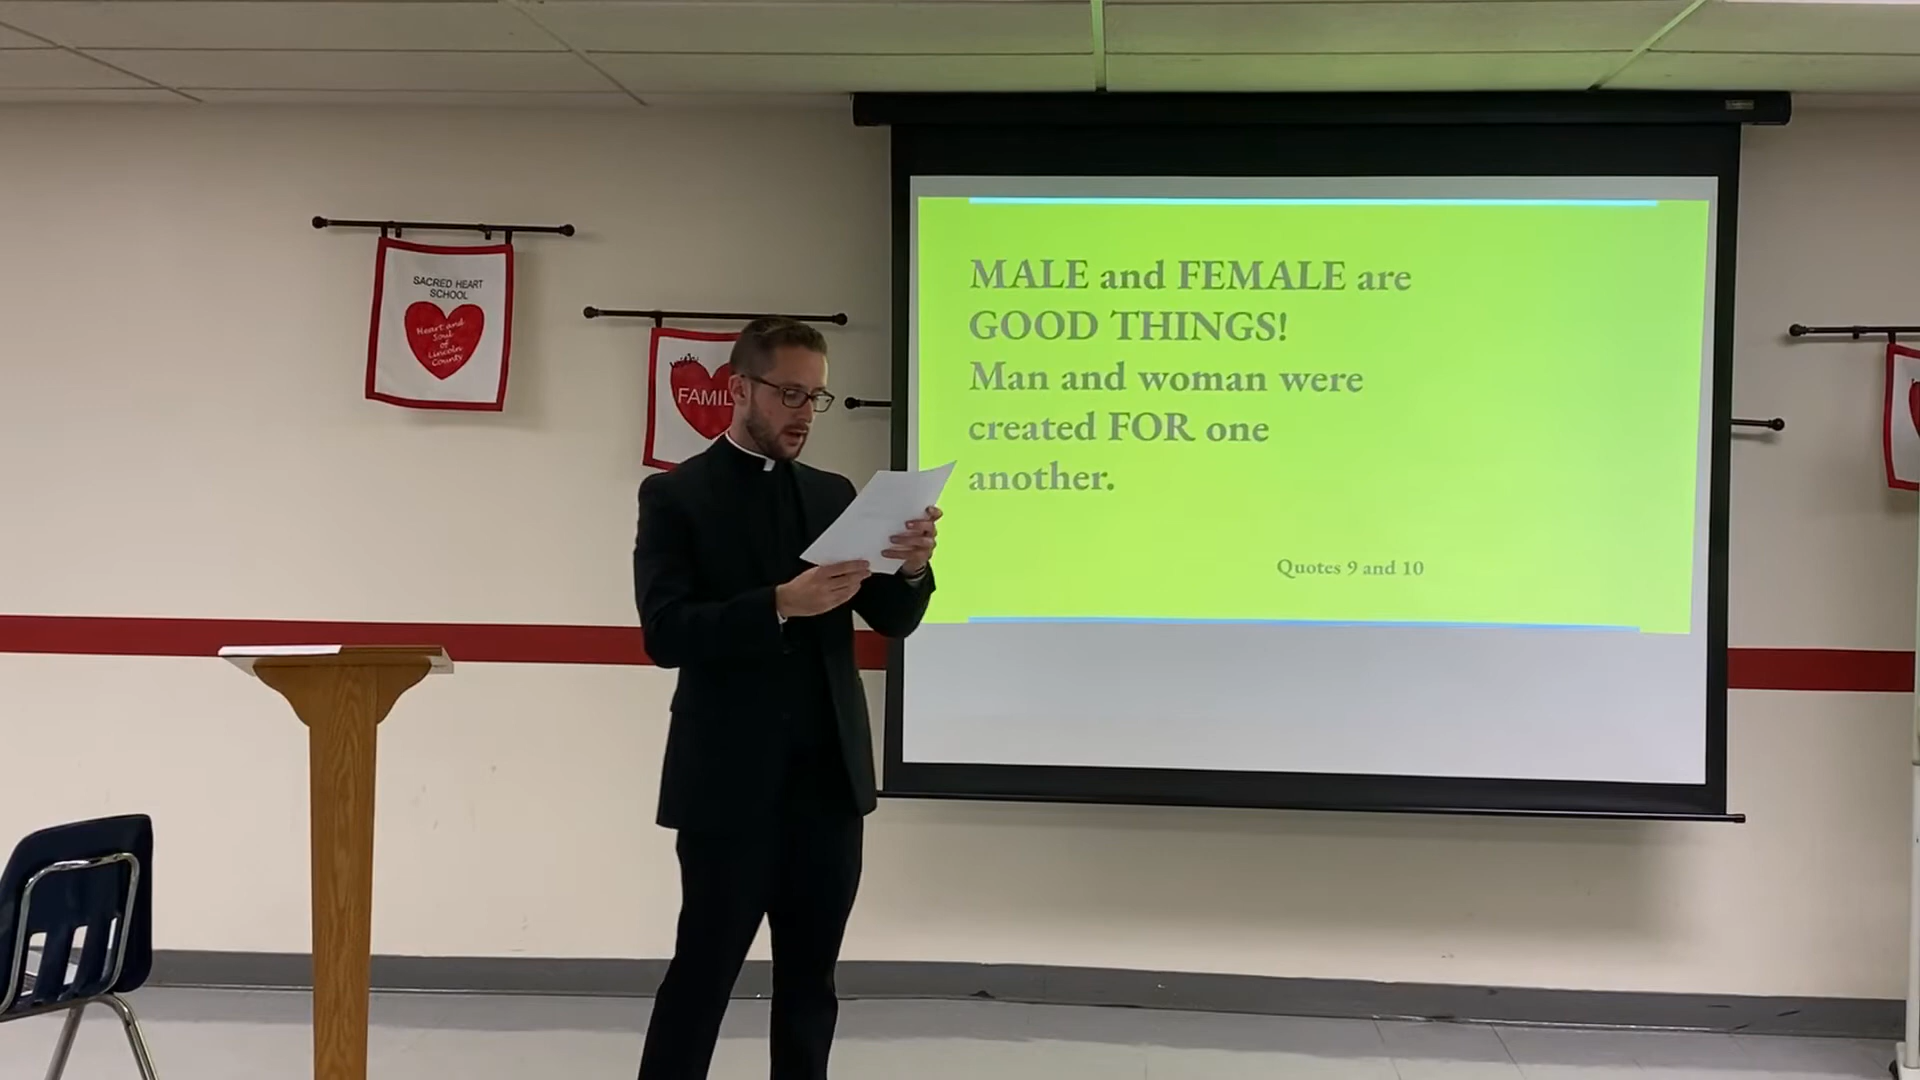 SACRED HEART
SCHOOL
Heart and
Soul
of
Lincoln
County
with
FAMIL
MALE and FEMALE are
GOOD THINGS!
Man and woman were
created FOR one
another.
Quotes 9 and 10